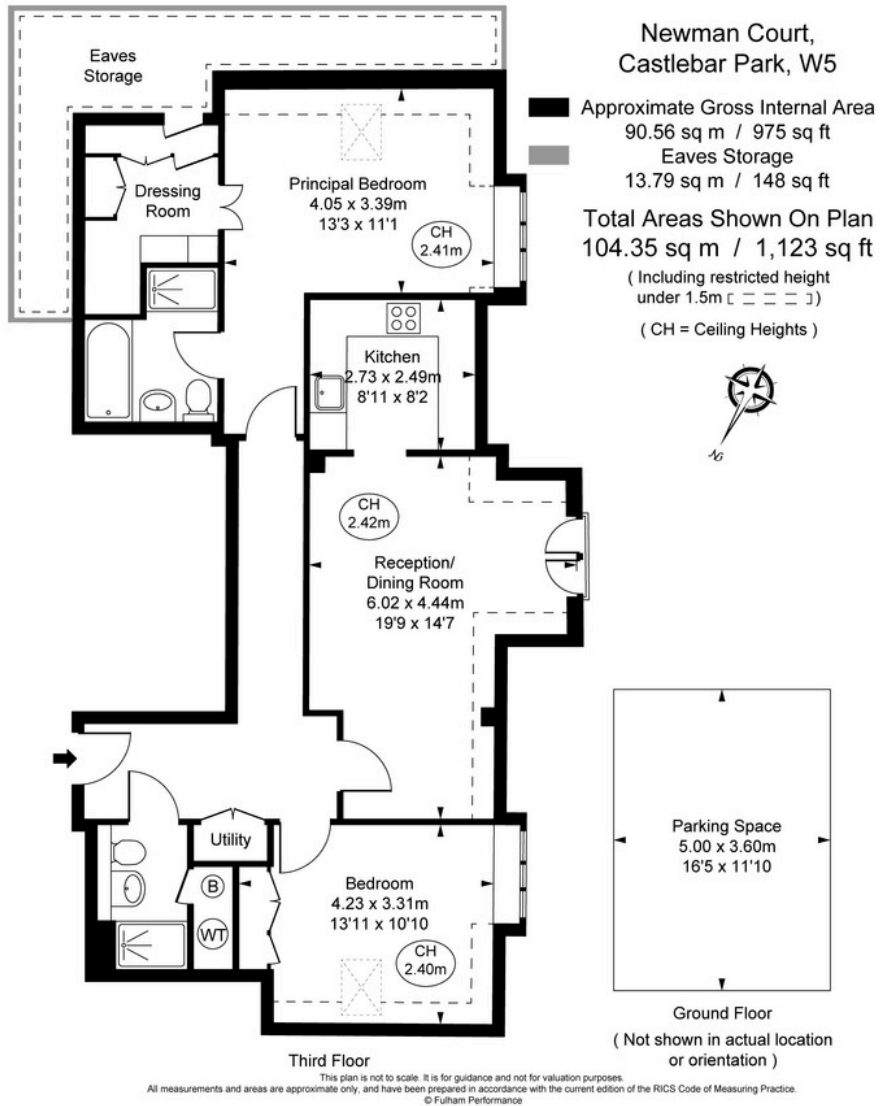 Newman Court,
Castlebar Park, W5
Approximate Gross Internal Area
90.56 sq m / 975 sq ft
Eaves Storage
13.79 sq m / 148 sq ft
Total Areas Shown On Plan
104.35 sq m / 1,123 sq ft
( Including restricted height
under 1.5m )
( CH = Ceiling Heights )
N
Eaves
Storage
Dressing
Room
Principal Bedroom
4.05 x 3.39m
13'3 x 11'1
CH
2.41m
Kitchen
2.73 x 2.49m
8'11 x 8'2
CH
2.42m
Reception/
Dining Room
6.02 x 4.44m
19'9 x 14'7
Utility
B
WT
Bedroom
4.23 x 3.31m
13'11 x 10'10
CH
2.40m
Third Floor
Parking Space
5.00 x 3.60m
16'5 x 11'10
Ground Floor
( Not shown in actual location
or orientation )
This plan is not to scale. It is for guidance and not for valuation purposes.
All measurements and areas are approximate only, and have been prepared in accordance with the current edition of the RICS Code of Measuring Practice.
© Fulham Performance